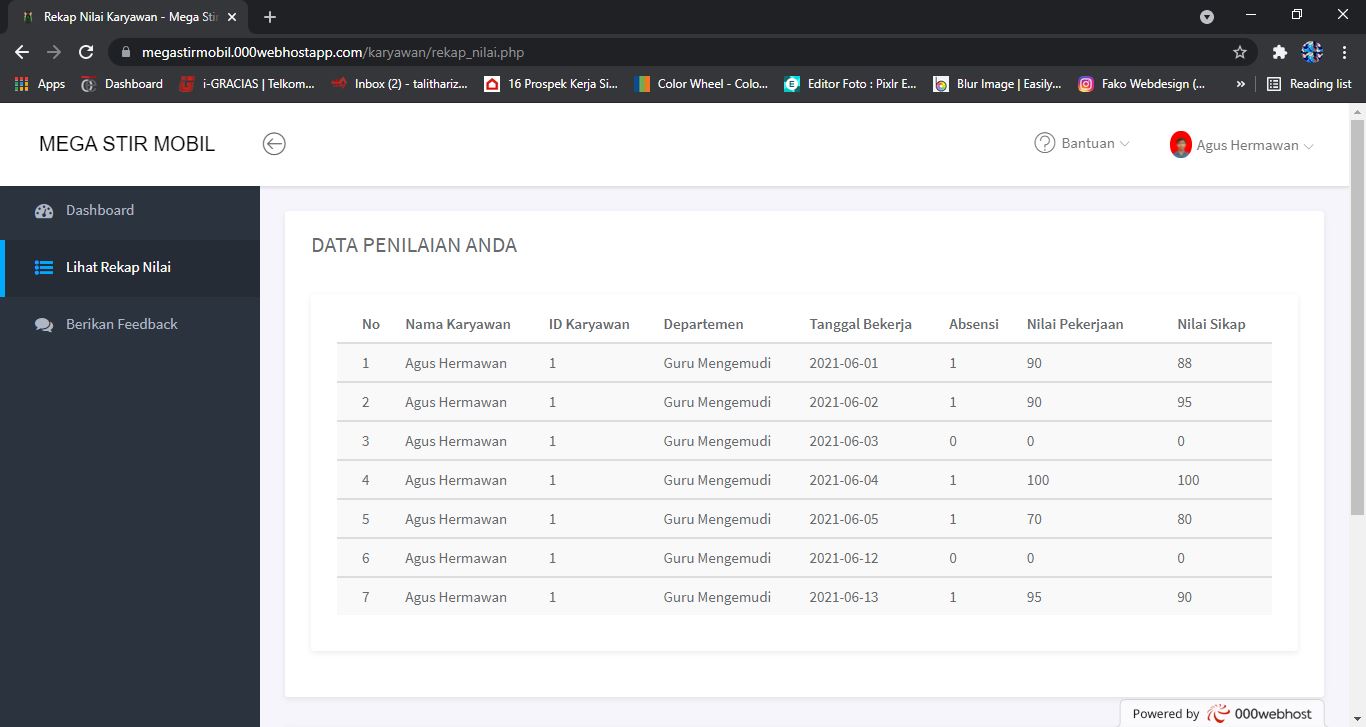 Rekap Nilai Karyawan - Mega Stir
megastirmobil.000webhostapp.com/karyawan/rekap_nilai.php
Apps Dashboard i-GRACIAS | Telkom... Inbox (2) - talithariz... 16 Prospek Kerja Si... Color Wheel - Colo... Editor Foto : Pixlr E... Blur Image | Easily... Fako Webdesign (... » Reading list
MEGA STIR MOBIL Bantuan Agus Hermawan
Dashboard
Lihat Rekap Nilai
Berikan Feedback
DATA PENILAIAN ANDA
No Nama Karyawan ID Karyawan Departemen Tanggal Bekerja Absensi Nilai Pekerjaan Nilai Sikap
1 Agus Hermawan 1 Guru Mengemudi 2021-06-01 1 90 88
2 Agus Hermawan 1 Guru Mengemudi 2021-06-02 1 90 95
3 Agus Hermawan 1 Guru Mengemudi 2021-06-03 0 0 0
4 Agus Hermawan 1 Guru Mengemudi 2021-06-04 1 100 100
5 Agus Hermawan 1 Guru Mengemudi 2021-06-05 1 70 80
6 Agus Hermawan 1 Guru Mengemudi 2021-06-12 0 0 0
7 Agus Hermawan 1 Guru Mengemudi 2021-06-13 1 95 90
Powered by 000webhost